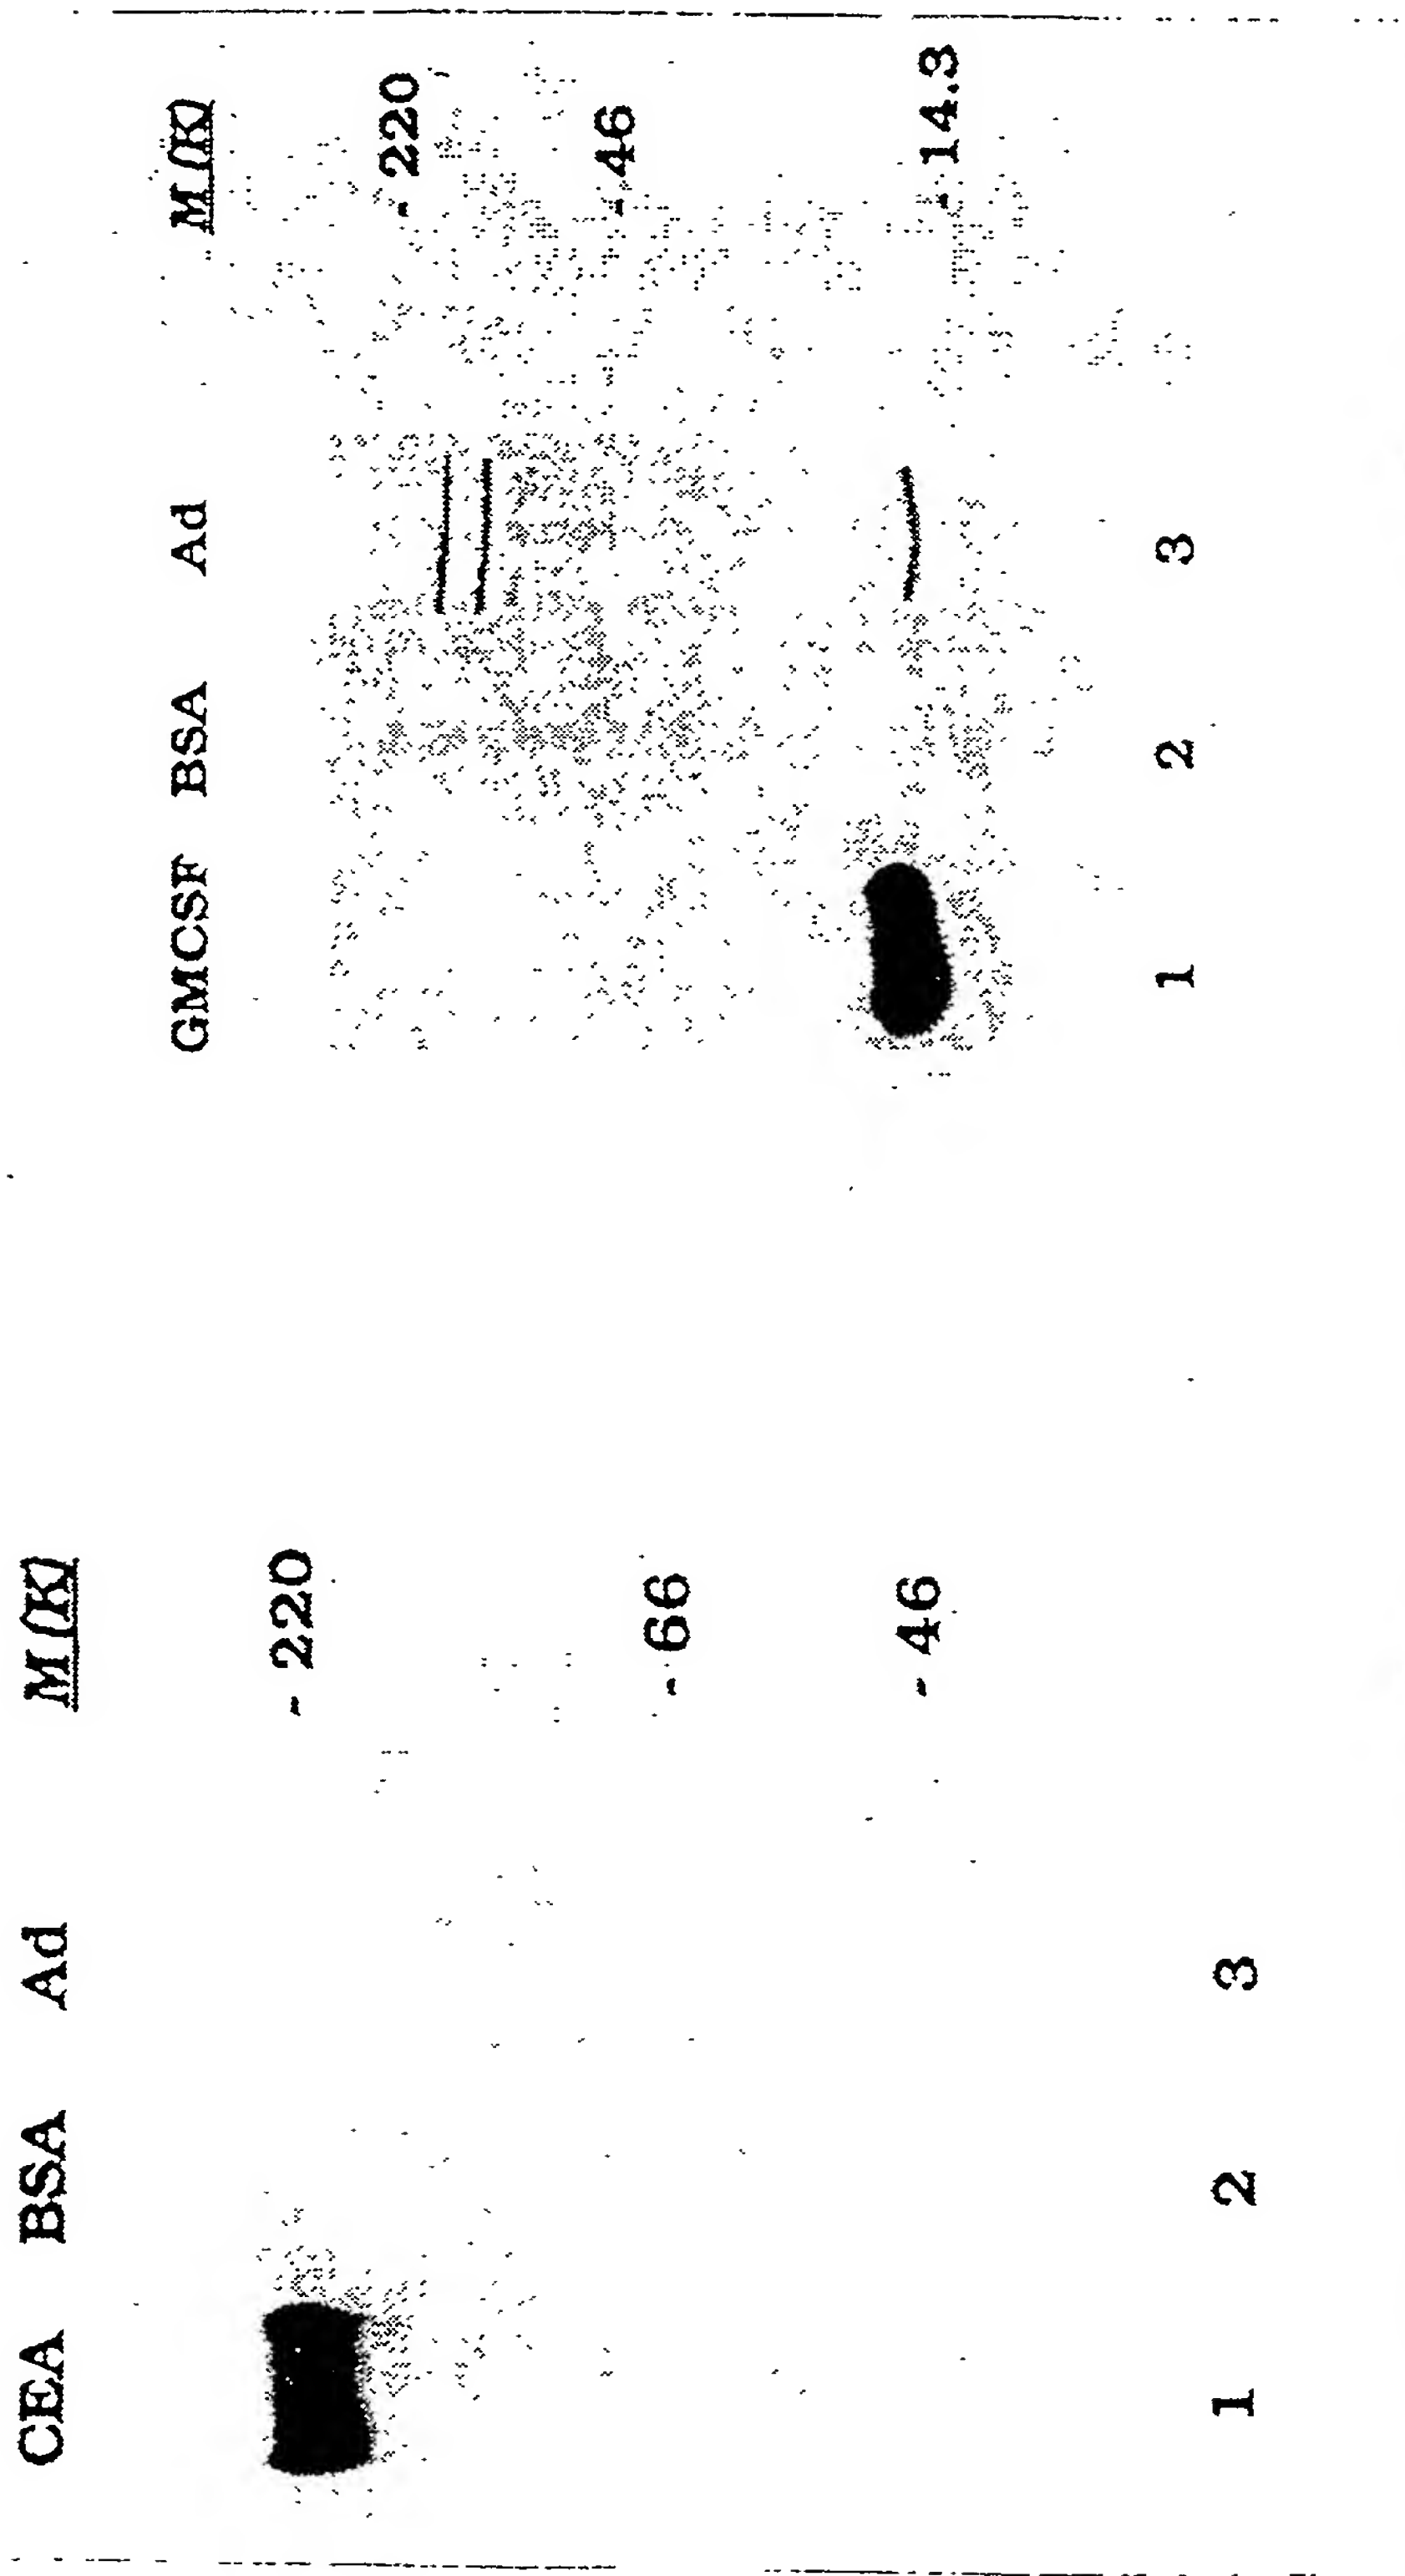 CEA BSA Ad M(K)
- 220
- 66
- 46
1 2 3
GMCSF BSA Ad M(K)
- 220
- 46
- 14.3
1 2 3